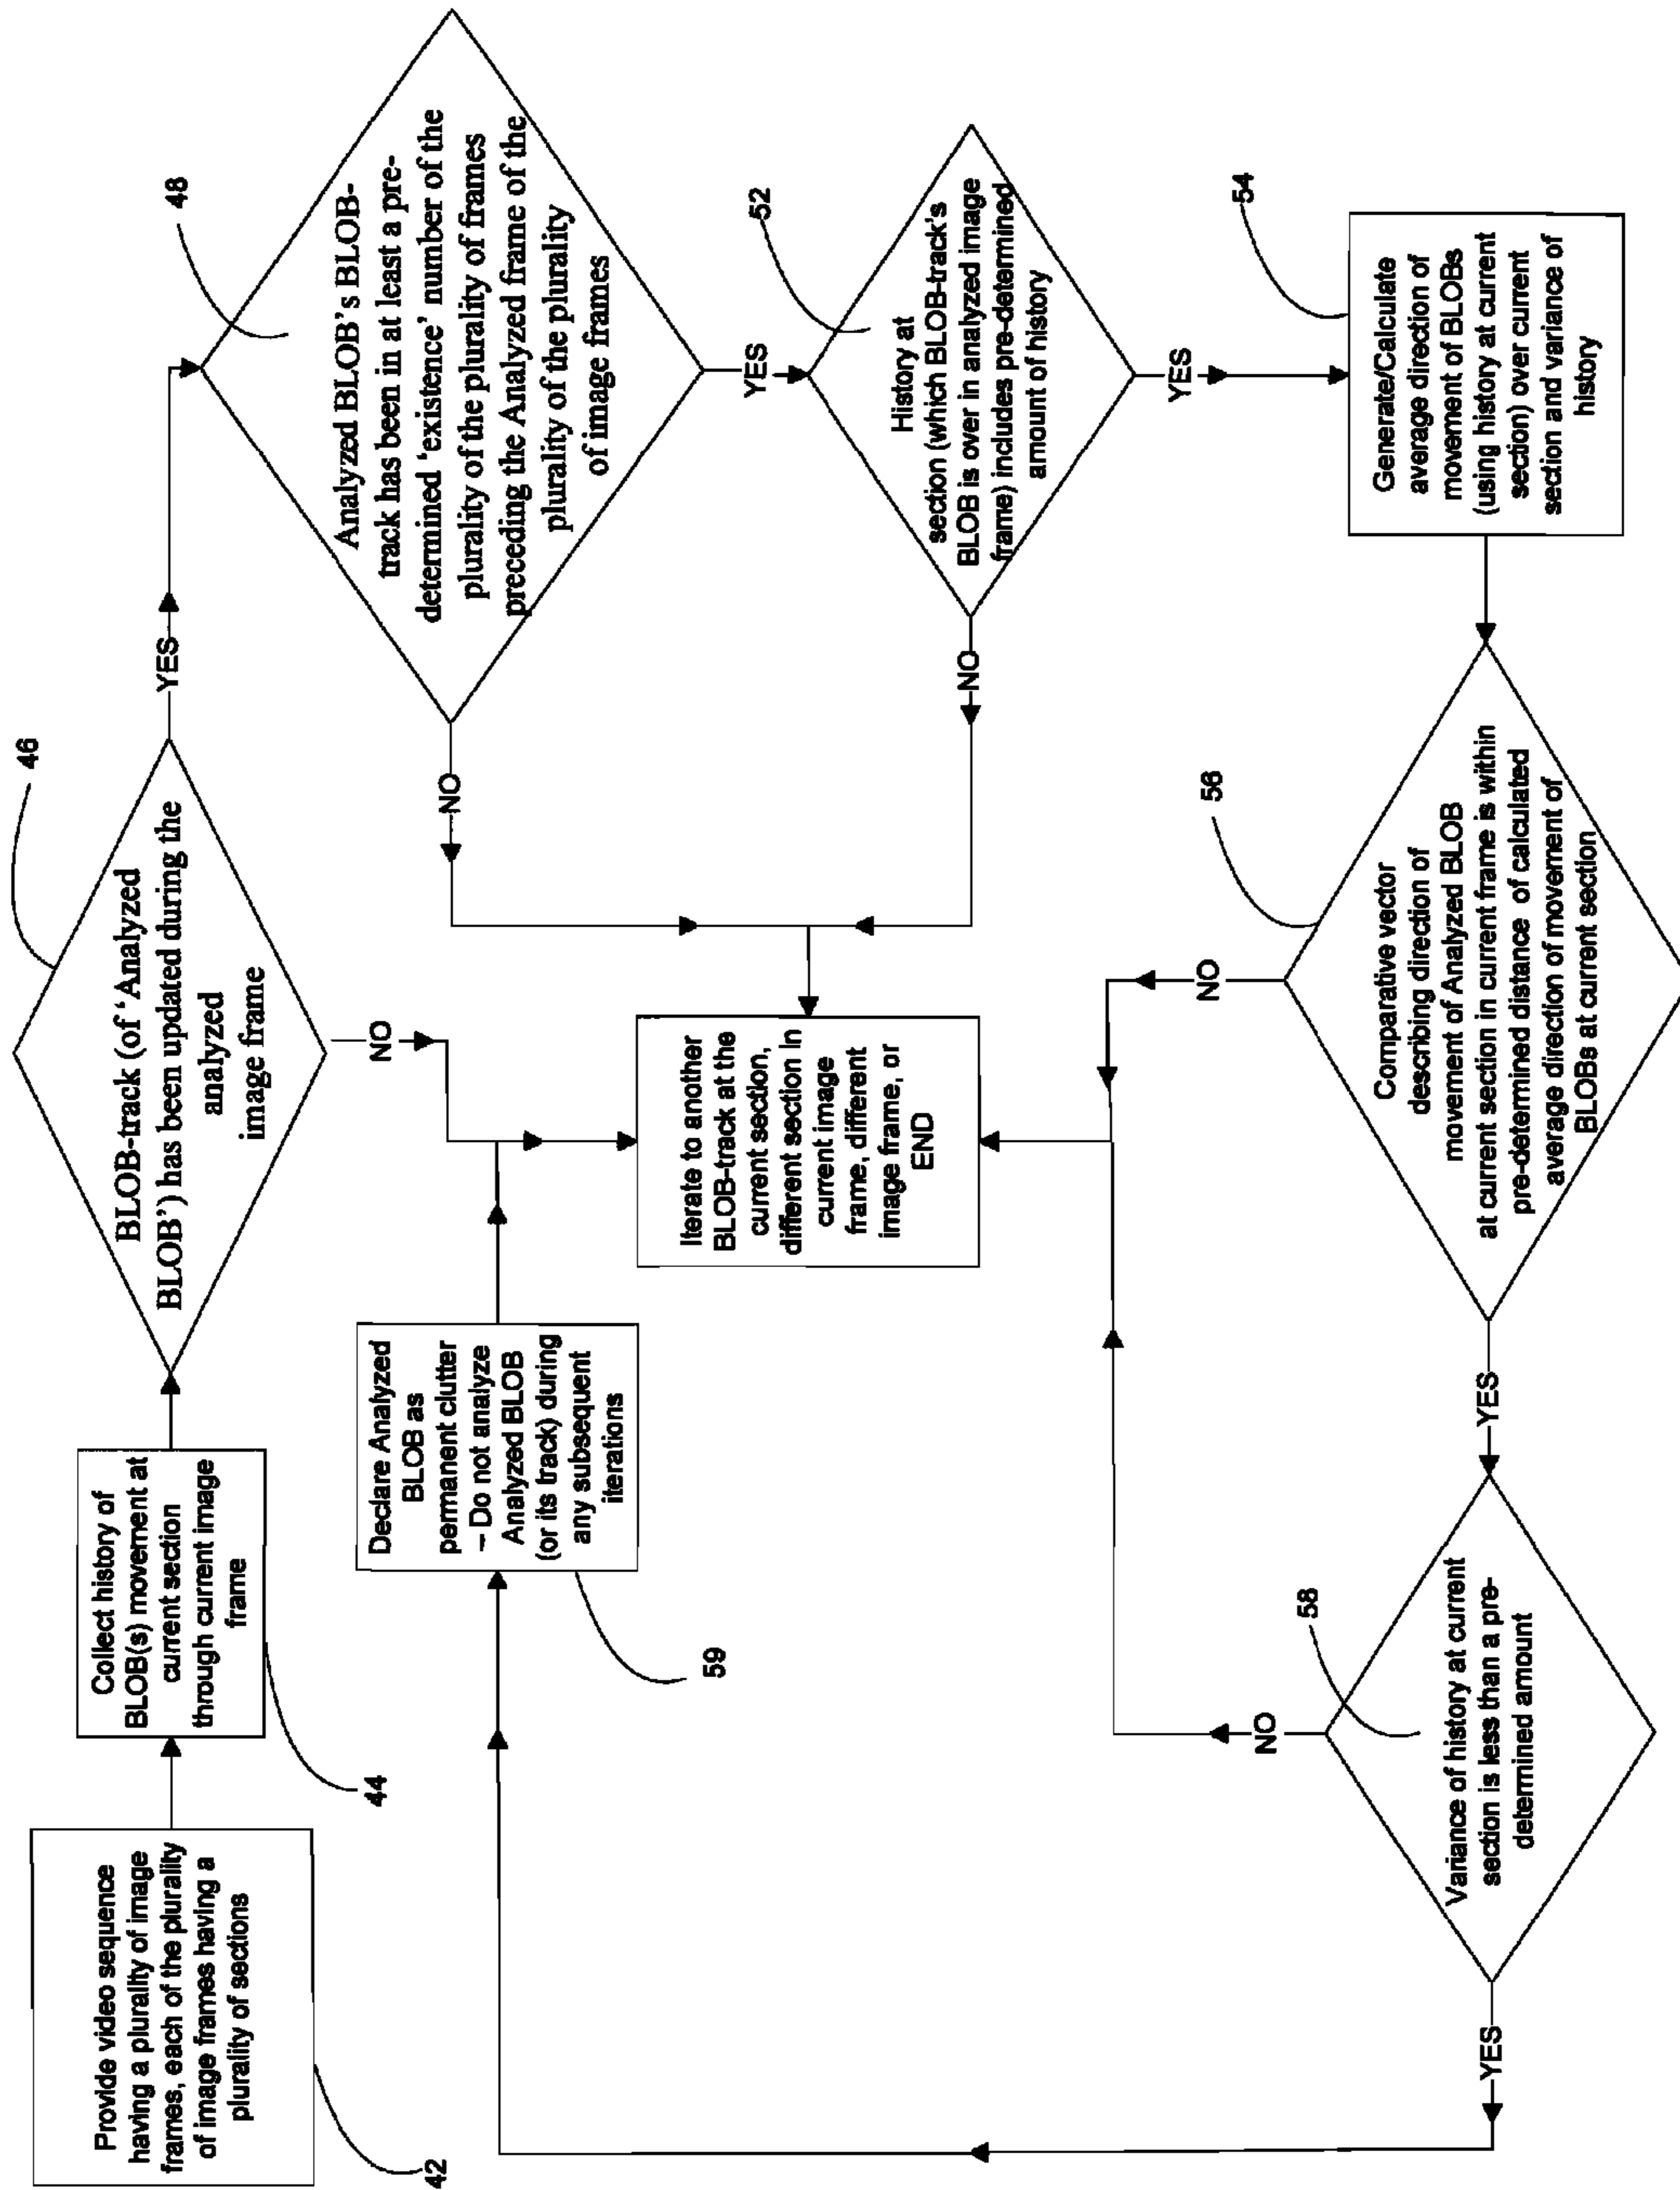 Provide video sequence
having a plurality of image
frames, each of the plurality
of image frames having a
plurality of sections
42
Collect history of
BLOB(s) movement at
current section
through current image
frame
44
BLOB-track (of ‘Analyzed
BLOB’) has been updated during the
analyzed
image frame
46
YES
NO
Analyzed BLOB’s BLOB-
track has been in at least a pre-
determined ‘existence’ number of the
plurality of the plurality of frames
preceding the Analyzed frame of the
plurality of the plurality
of image frames
48
NO
YES
History at
section (which BLOB-track’s
BLOB is over in analyzed image
frame) includes pre-determined
amount of history
52
NO
YES
Generate/Calculate
average direction of
movement of BLOBs
(using history at current
section) over current
section and variance of
history
54
Comparative vector
describing direction of
movement of Analyzed BLOB
at current section in current frame is within
pre-determined distance of calculated
average direction of movement of
BLOBs at current section
56
NO
YES
Variance of history at current
section is less than a pre-
determined amount
58
NO
YES
Declare Analyzed
BLOB as
permanent clutter
– Do not analyze
Analyzed BLOB
(or its track) during
any subsequent
iterations
59
Iterate to another
BLOB-track at the
current section,
different section in
current image
frame, different
image frame, or
END